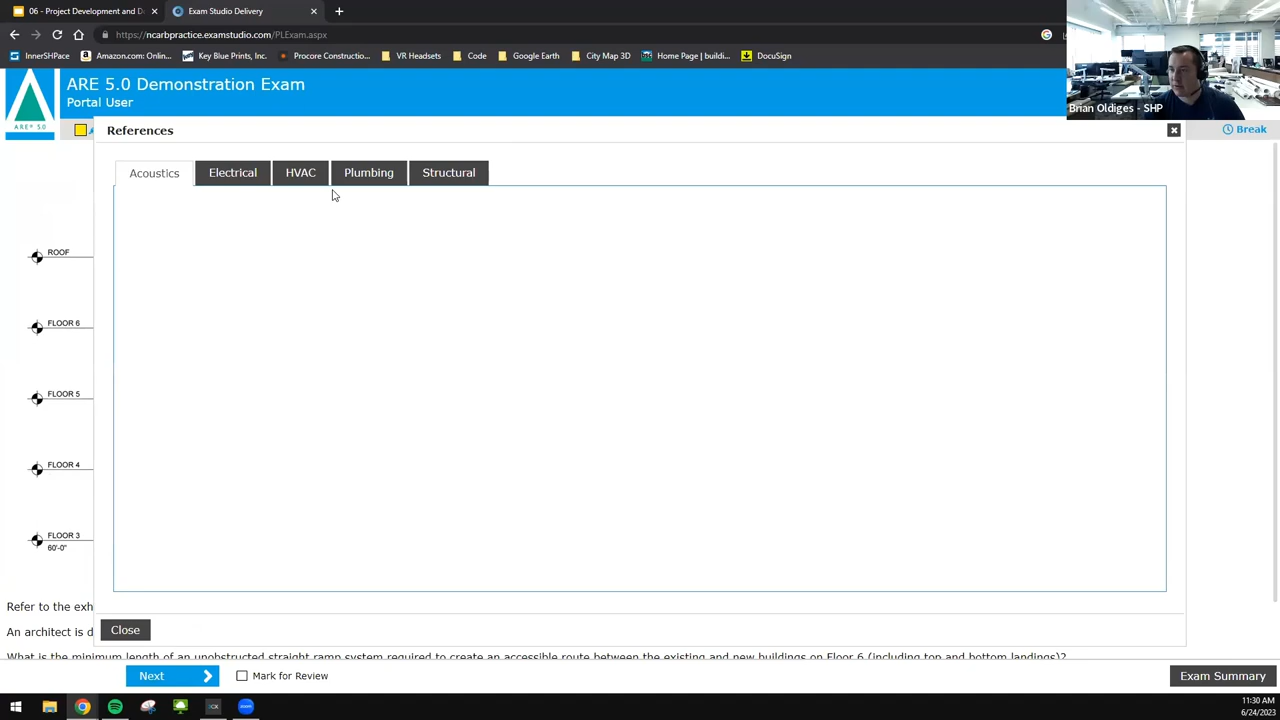 06 - Project Development and D
Exam Studio Delivery
https://ncarbpractice.examstudio.com/PLExam.aspx
InnerSHPace
Amazon.com: Online...
Key Blue Prints, Inc.
Procore Construction...
VR Headsets
Code
Google Earth
City Map 3D
Home Page | buildi...
DocuSign
ARE 5.0 Demonstration Exam
Portal User
ARE® 5.0
Brian Oldiges - SHP
Break
References
Acoustics
Electrical
HVAC
Plumbing
Structural
ROOF
FLOOR 6
FLOOR 5
FLOOR 4
FLOOR 3
60'-0"
Refer to the exh
An architect is d
What is the minimum length of an unobstructed straight ramp system required to create an accessible route between the existing and new buildings on Floor 6 (including top and bottom landings)?
Close
Next
Mark for Review
Exam Summary
11:30 AM
6/24/2023